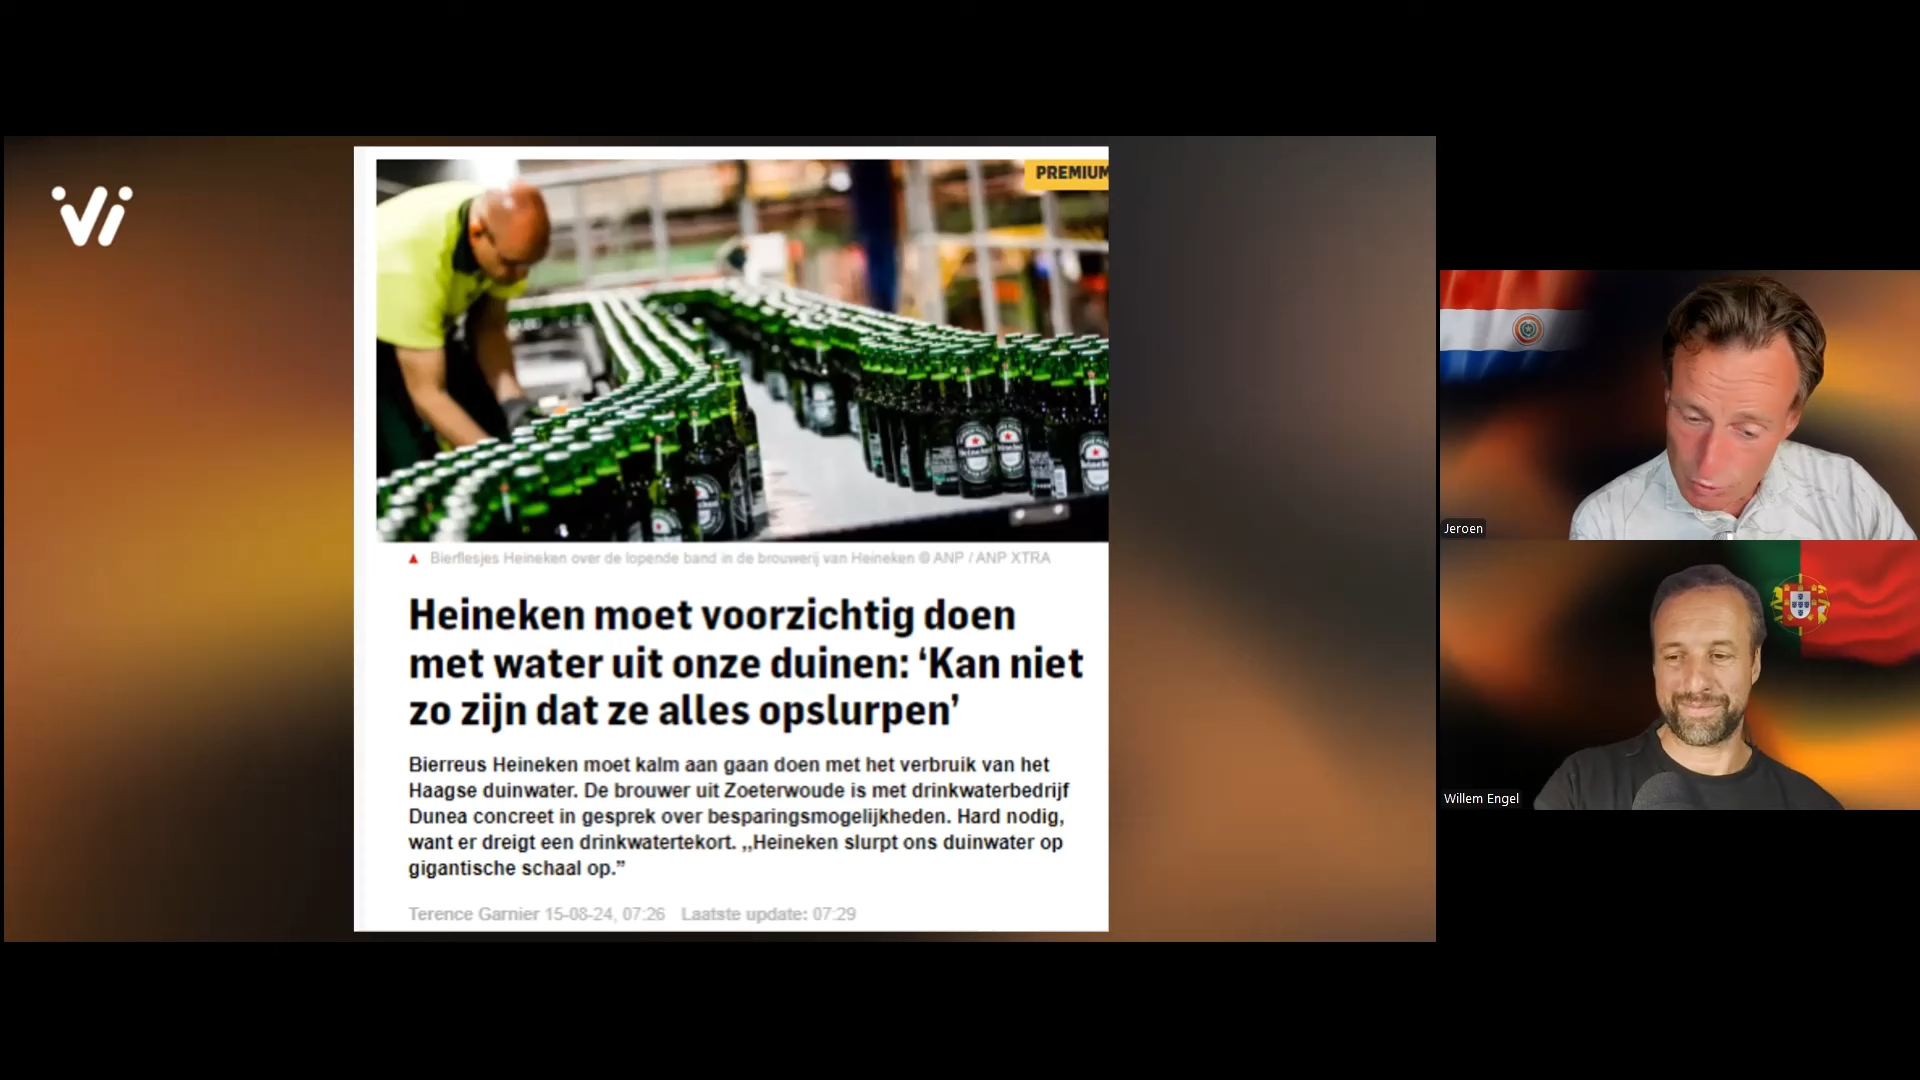 PREMIUM
▲ Bierflesjes Heineken over de lopende band in de brouwerij van Heineken © ANP / ANP XTRA
Heineken moet voorzichtig doen
met water uit onze duinen: ‘Kan niet
zo zijn dat ze alles opslurpen’
Bierreus Heineken moet kalm aan gaan doen met het verbruik van het
Haagse duinwater. De brouwer uit Zoeterwoude is met drinkwaterbedrijf
Dunea concreet in gesprek over besparingsmogelijkheden. Hard nodig,
want er dreigt een drinkwatertekort. ,,Heineken slurpt ons duinwater op
gigantische schaal op.”
Terence Garnier 15-08-24, 07:26 Laatste update: 07:29
Jeroen
Willem Engel
Heineken
Heineken